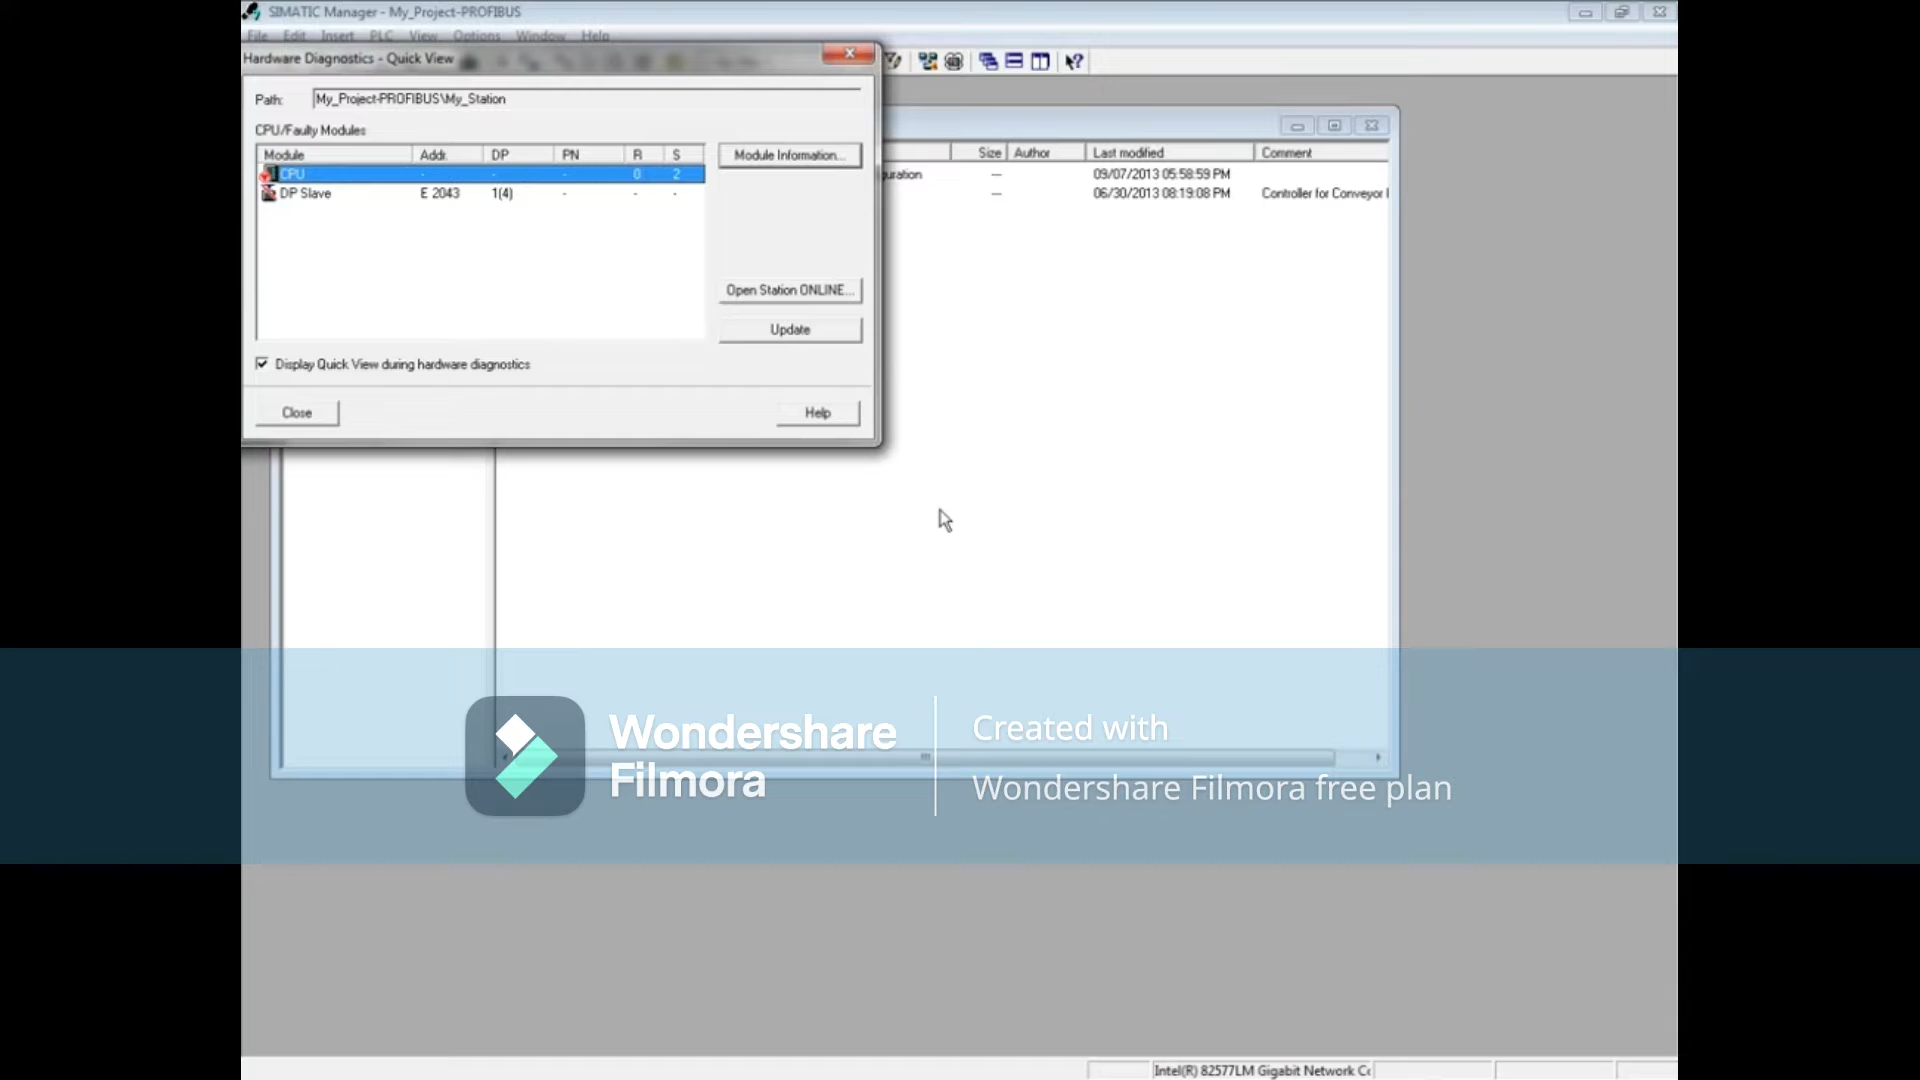 SIMATIC Manager - My_Project-PROFIBUS
File Edit Insert PLC View Options Window Help
Hardware Diagnostics - Quick View
Path: My_Project-PROFIBUS\My_Station
CPU/Faulty Modules
Module Addr. DP PN R S
CPU - - - 0 2
DP Slave E 2043 1(4) - - -
Module Information...
Open Station ONLINE...
Update
Display Quick View during hardware diagnostics
Close Help
Size Author Last modified Comment
uration --- 09/07/2013 05:58:59 PM
--- 06/30/2013 08:19:08 PM Controller for Conveyor
Wondershare
Filmora
Created with
Wondershare Filmora free plan
Intel(R) 82577LM Gigabit Network Cc